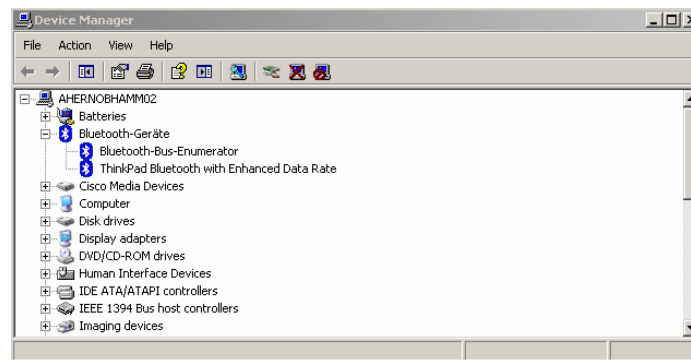 Device Manager
File Action View Help
AHERNOBHAMM02
Batteries
Bluetooth-Geräte
Bluetooth-Bus-Enumerator
ThinkPad Bluetooth with Enhanced Data Rate
Cisco Media Devices
Computer
Disk drives
Display adapters
DVD/CD-ROM drives
Human Interface Devices
IDE ATA/ATAPI controllers
IEEE 1394 Bus host controllers
Imaging devices